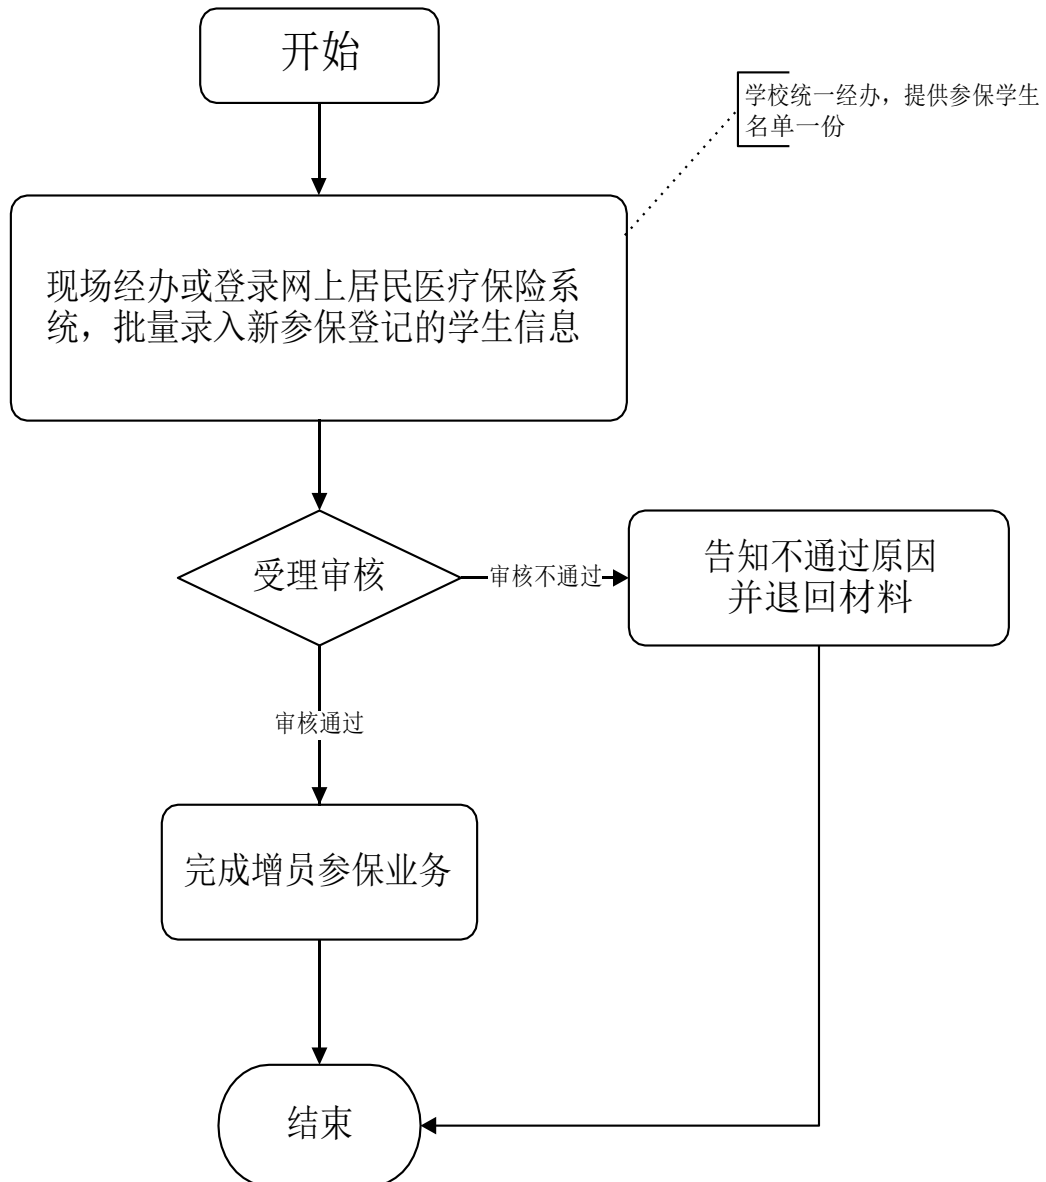 开始
学校统一经办，提供参保学生
名单一份
现场经办或登录网上居民医疗保险系
统，批量录入新参保登记的学生信息
受理审核
审核不通过
告知不通过原因
并退回材料
审核通过
完成增员参保业务
结束